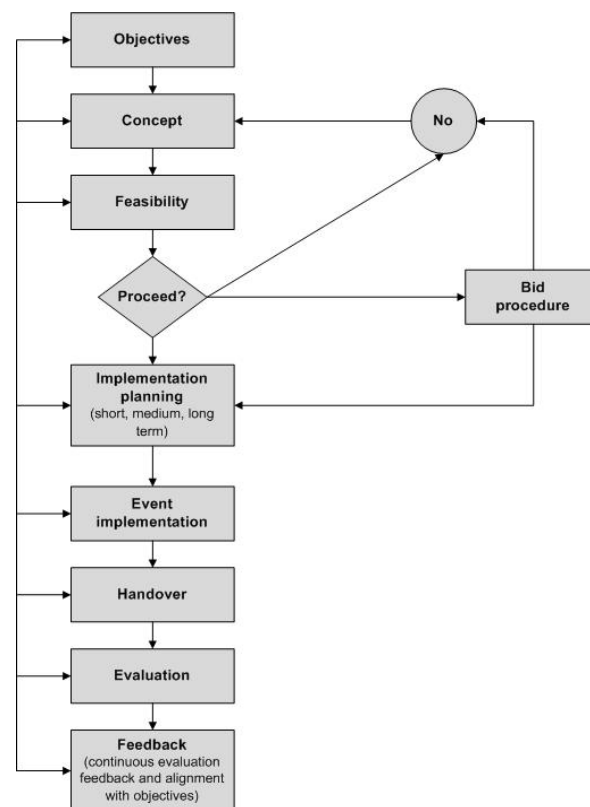 Objectives
Concept
No
Feasibility
Proceed?
Bid
procedure
Implementation
planning
(short, medium, long
term)
Event
implementation
Handover
Evaluation
Feedback
(continuous evaluation
feedback and alignment
with objectives)